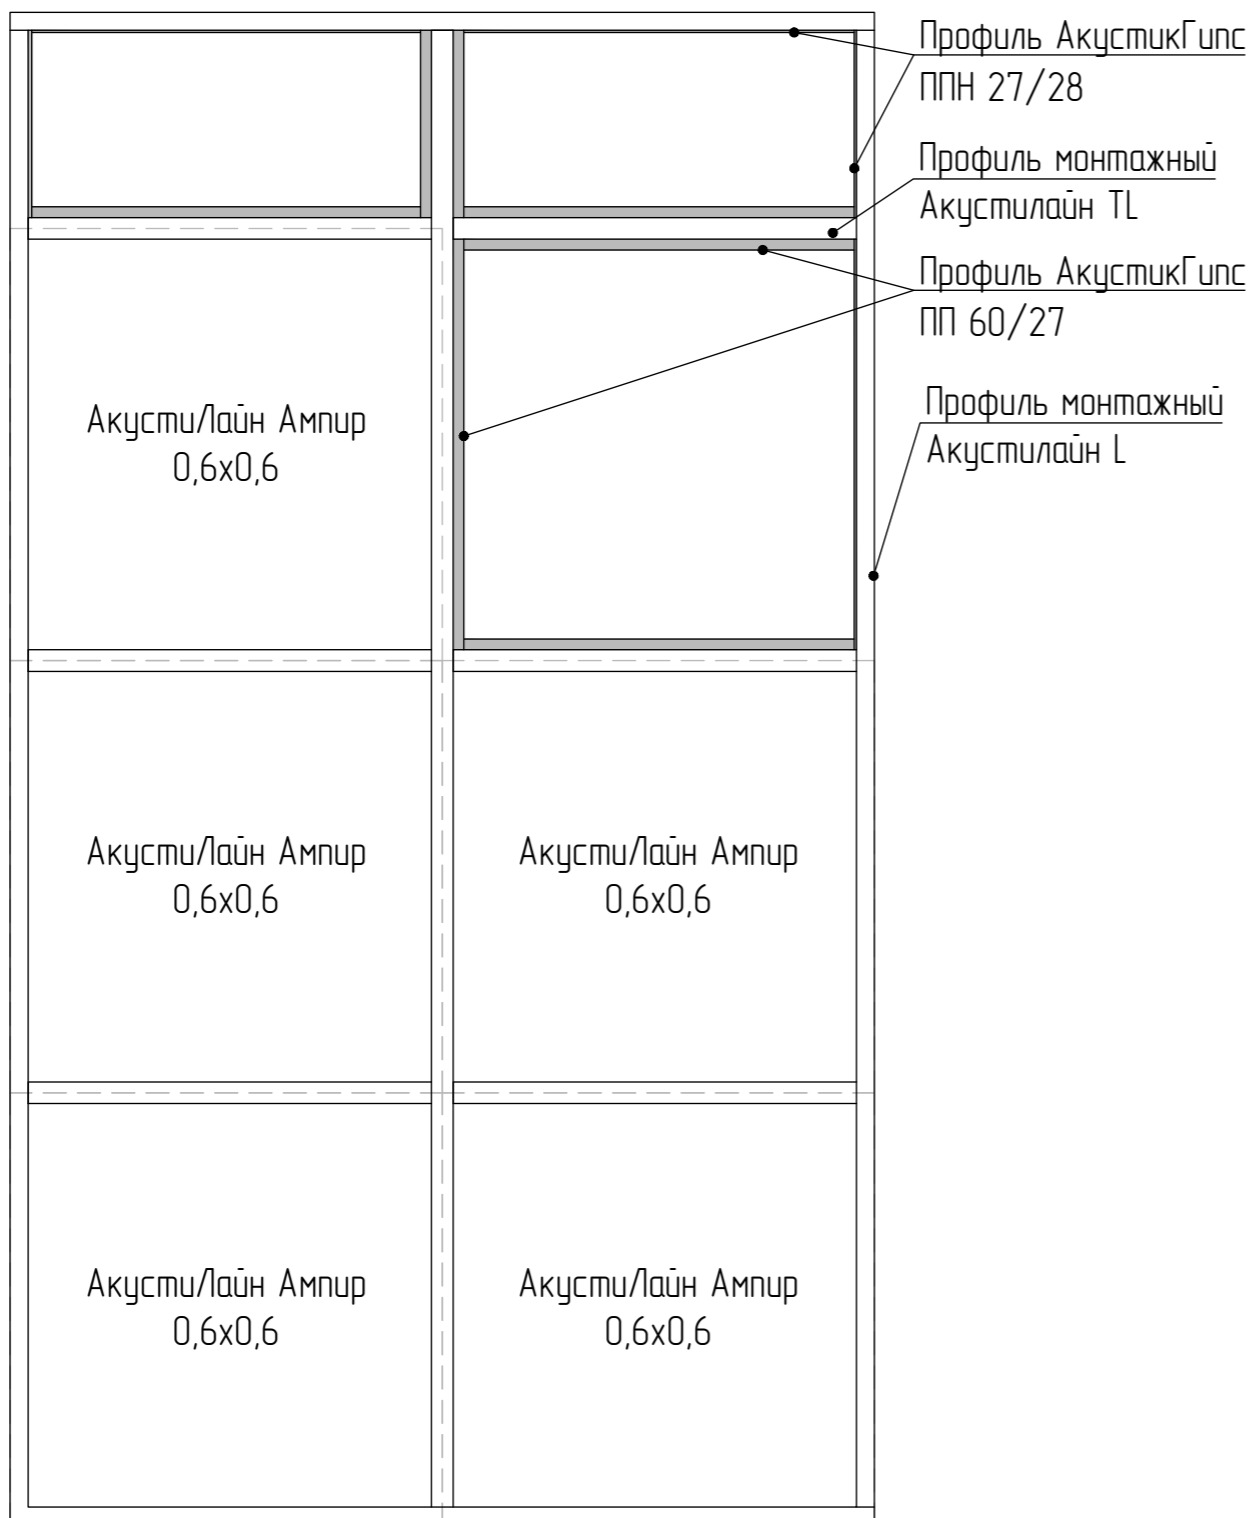 Профиль АкустикГипс
ППН 27/28
Профиль монтажный
Акустилайн TL
Профиль АкустикГипс
ПП 60/27
Профиль монтажный
Акустилайн L
АкустиЛайн Ампир
0,6х0,6
АкустиЛайн Ампир
0,6х0,6
АкустиЛайн Ампир
0,6х0,6
АкустиЛайн Ампир
0,6х0,6
АкустиЛайн Ампир
0,6х0,6